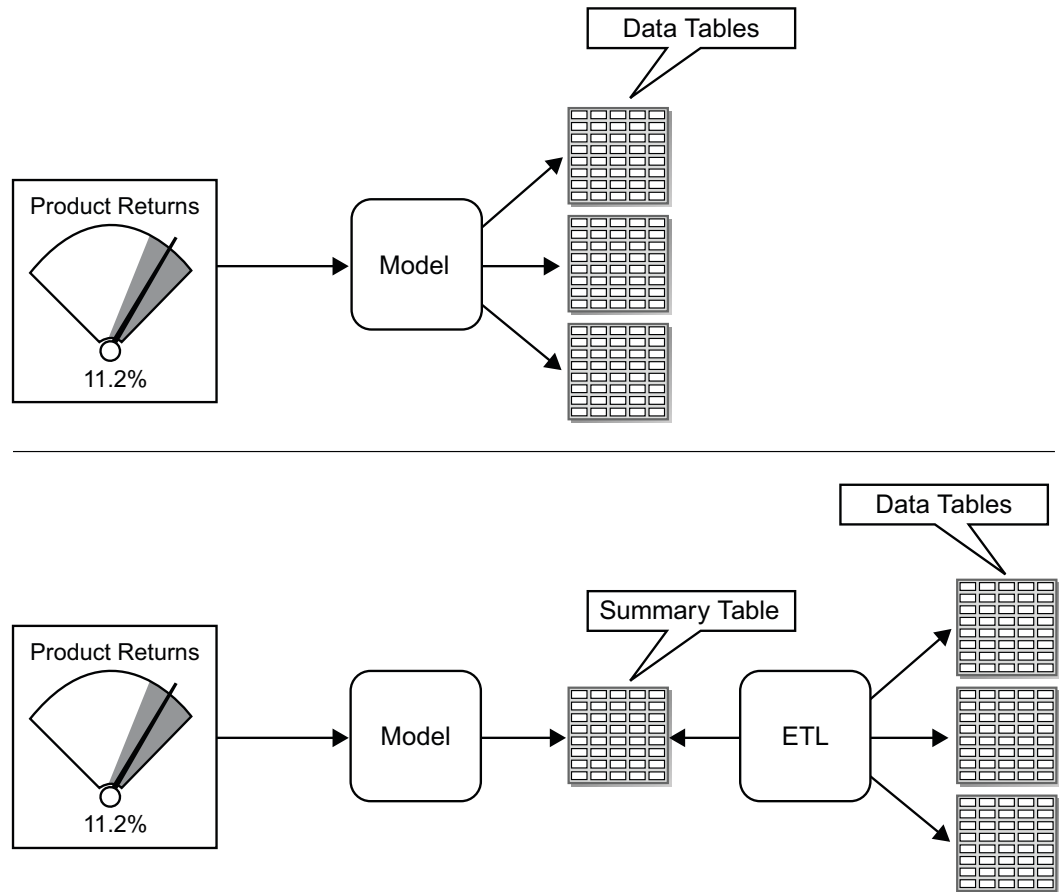 Data Tables
Product Returns
Model
11.2%
Data Tables
Summary Table
Product Returns
Model
ETL
11.2%